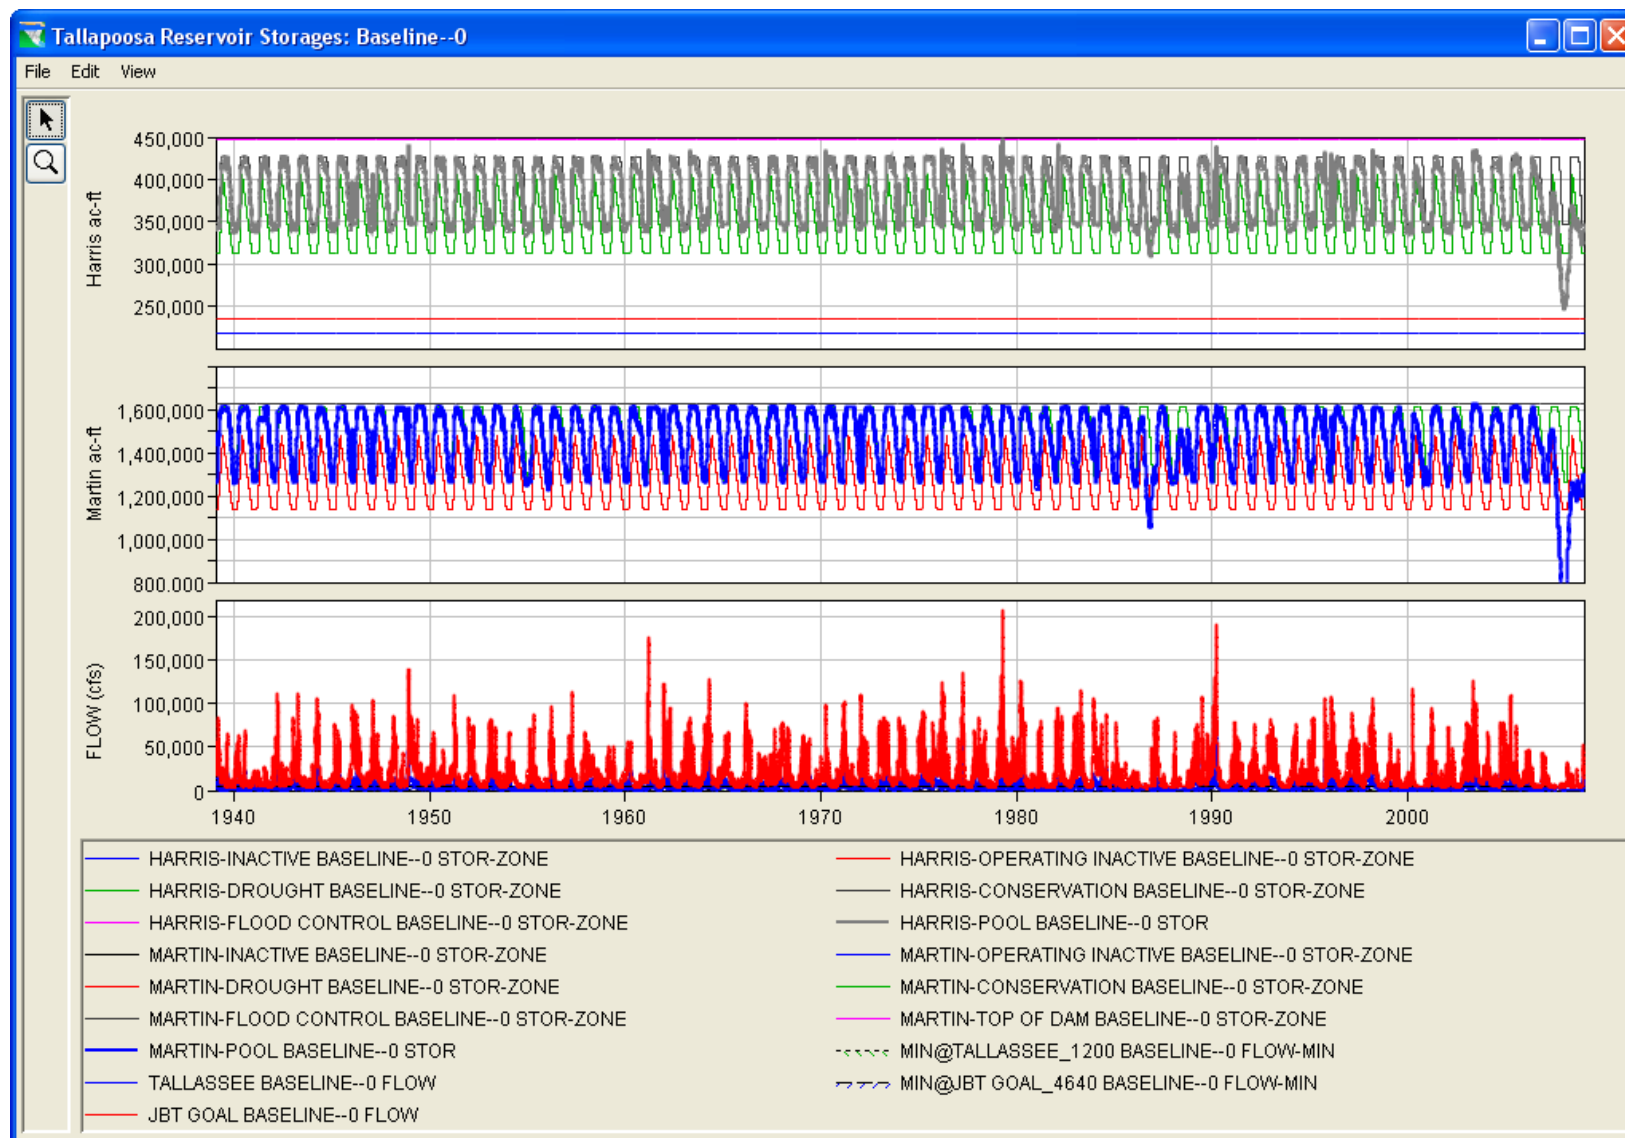 Tallapoosa Reservoir Storages: Baseline--0
File Edit View
Harris ac-ft
450,000
400,000
350,000
300,000
250,000
Martin ac-ft
1,600,000
1,400,000
1,200,000
1,000,000
800.000
FLOW (cfs)
200,000
150,000
100,000
50,000
0
1940 1950 1960 1970 1980 1990 2000
HARRIS-INACTIVE BASELINE--0 STOR-ZONE
HARRIS-OPERATING INACTIVE BASELINE--0 STOR-ZONE
HARRIS-DROUGHT BASELINE--0 STOR-ZONE
HARRIS-CONSERVATION BASELINE--0 STOR-ZONE
HARRIS-FLOOD CONTROL BASELINE--0 STOR-ZONE
HARRIS-POOL BASELINE--0 STOR
MARTIN-INACTIVE BASELINE--0 STOR-ZONE
MARTIN-OPERATING INACTIVE BASELINE--0 STOR-ZONE
MARTIN-DROUGHT BASELINE--0 STOR-ZONE
MARTIN-CONSERVATION BASELINE--0 STOR-ZONE
MARTIN-FLOOD CONTROL BASELINE--0 STOR-ZONE
MARTIN-TOP OF DAM BASELINE--0 STOR-ZONE
MARTIN-POOL BASELINE--0 STOR
MIN@TALLASSEE_1200 BASELINE--0 FLOW-MIN
TALLASSEE BASELINE--0 FLOW
MIN@JBT GOAL_4640 BASELINE--0 FLOW-MIN
JBT GOAL BASELINE--0 FLOW